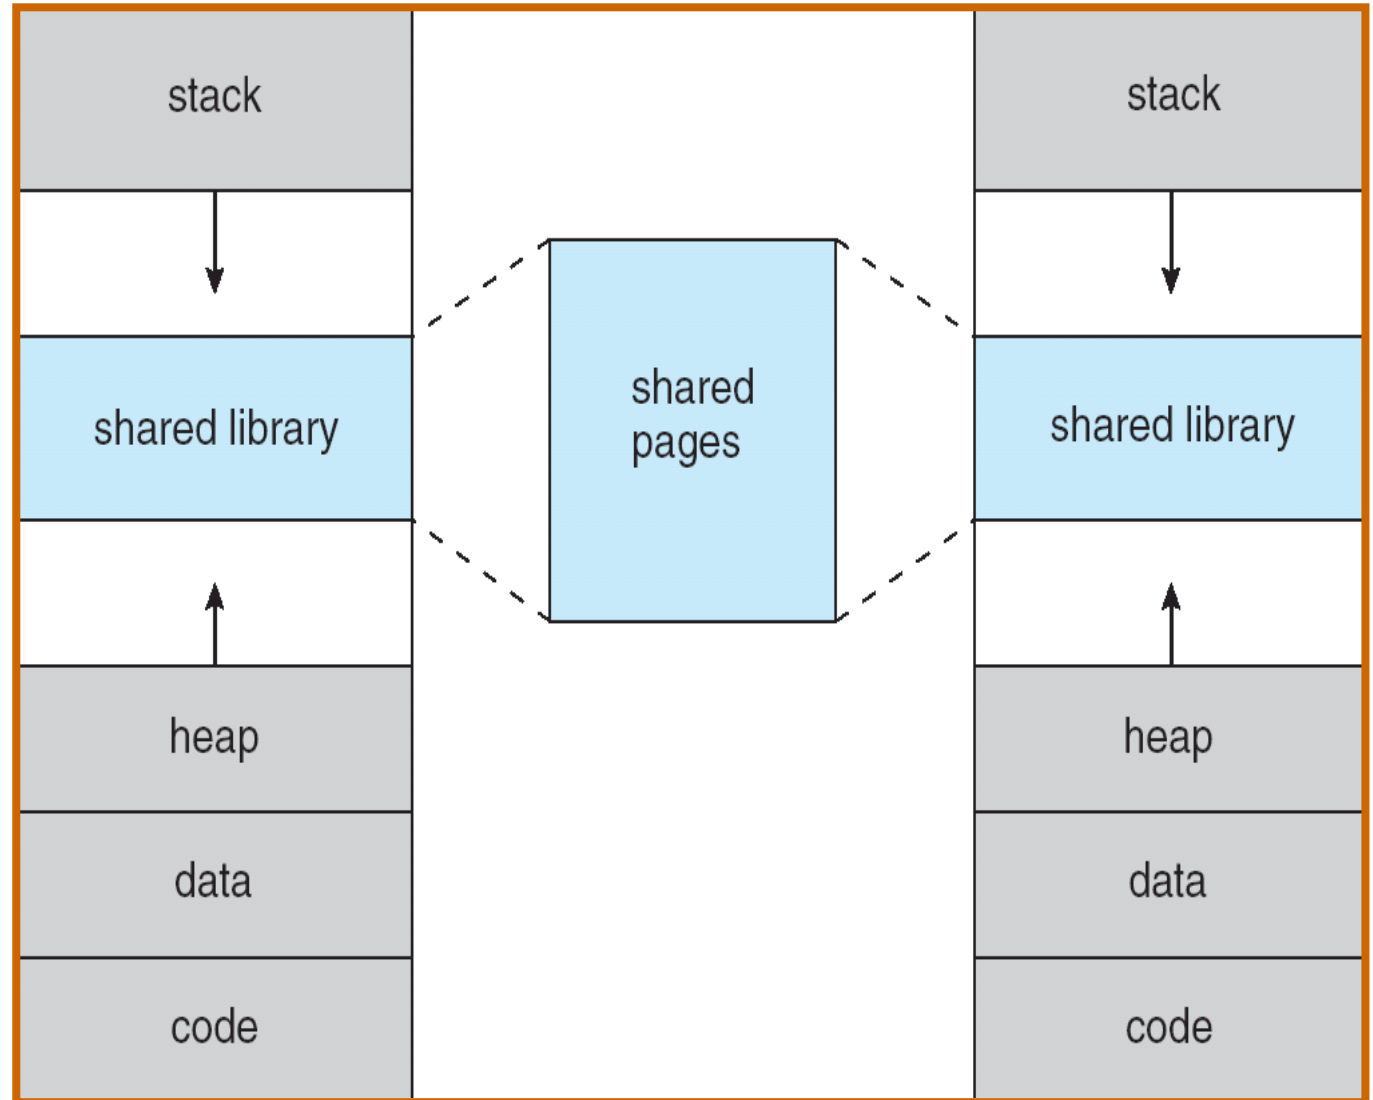 stack
shared library
heap
data
code
shared
pages
stack
shared library
heap
data
code